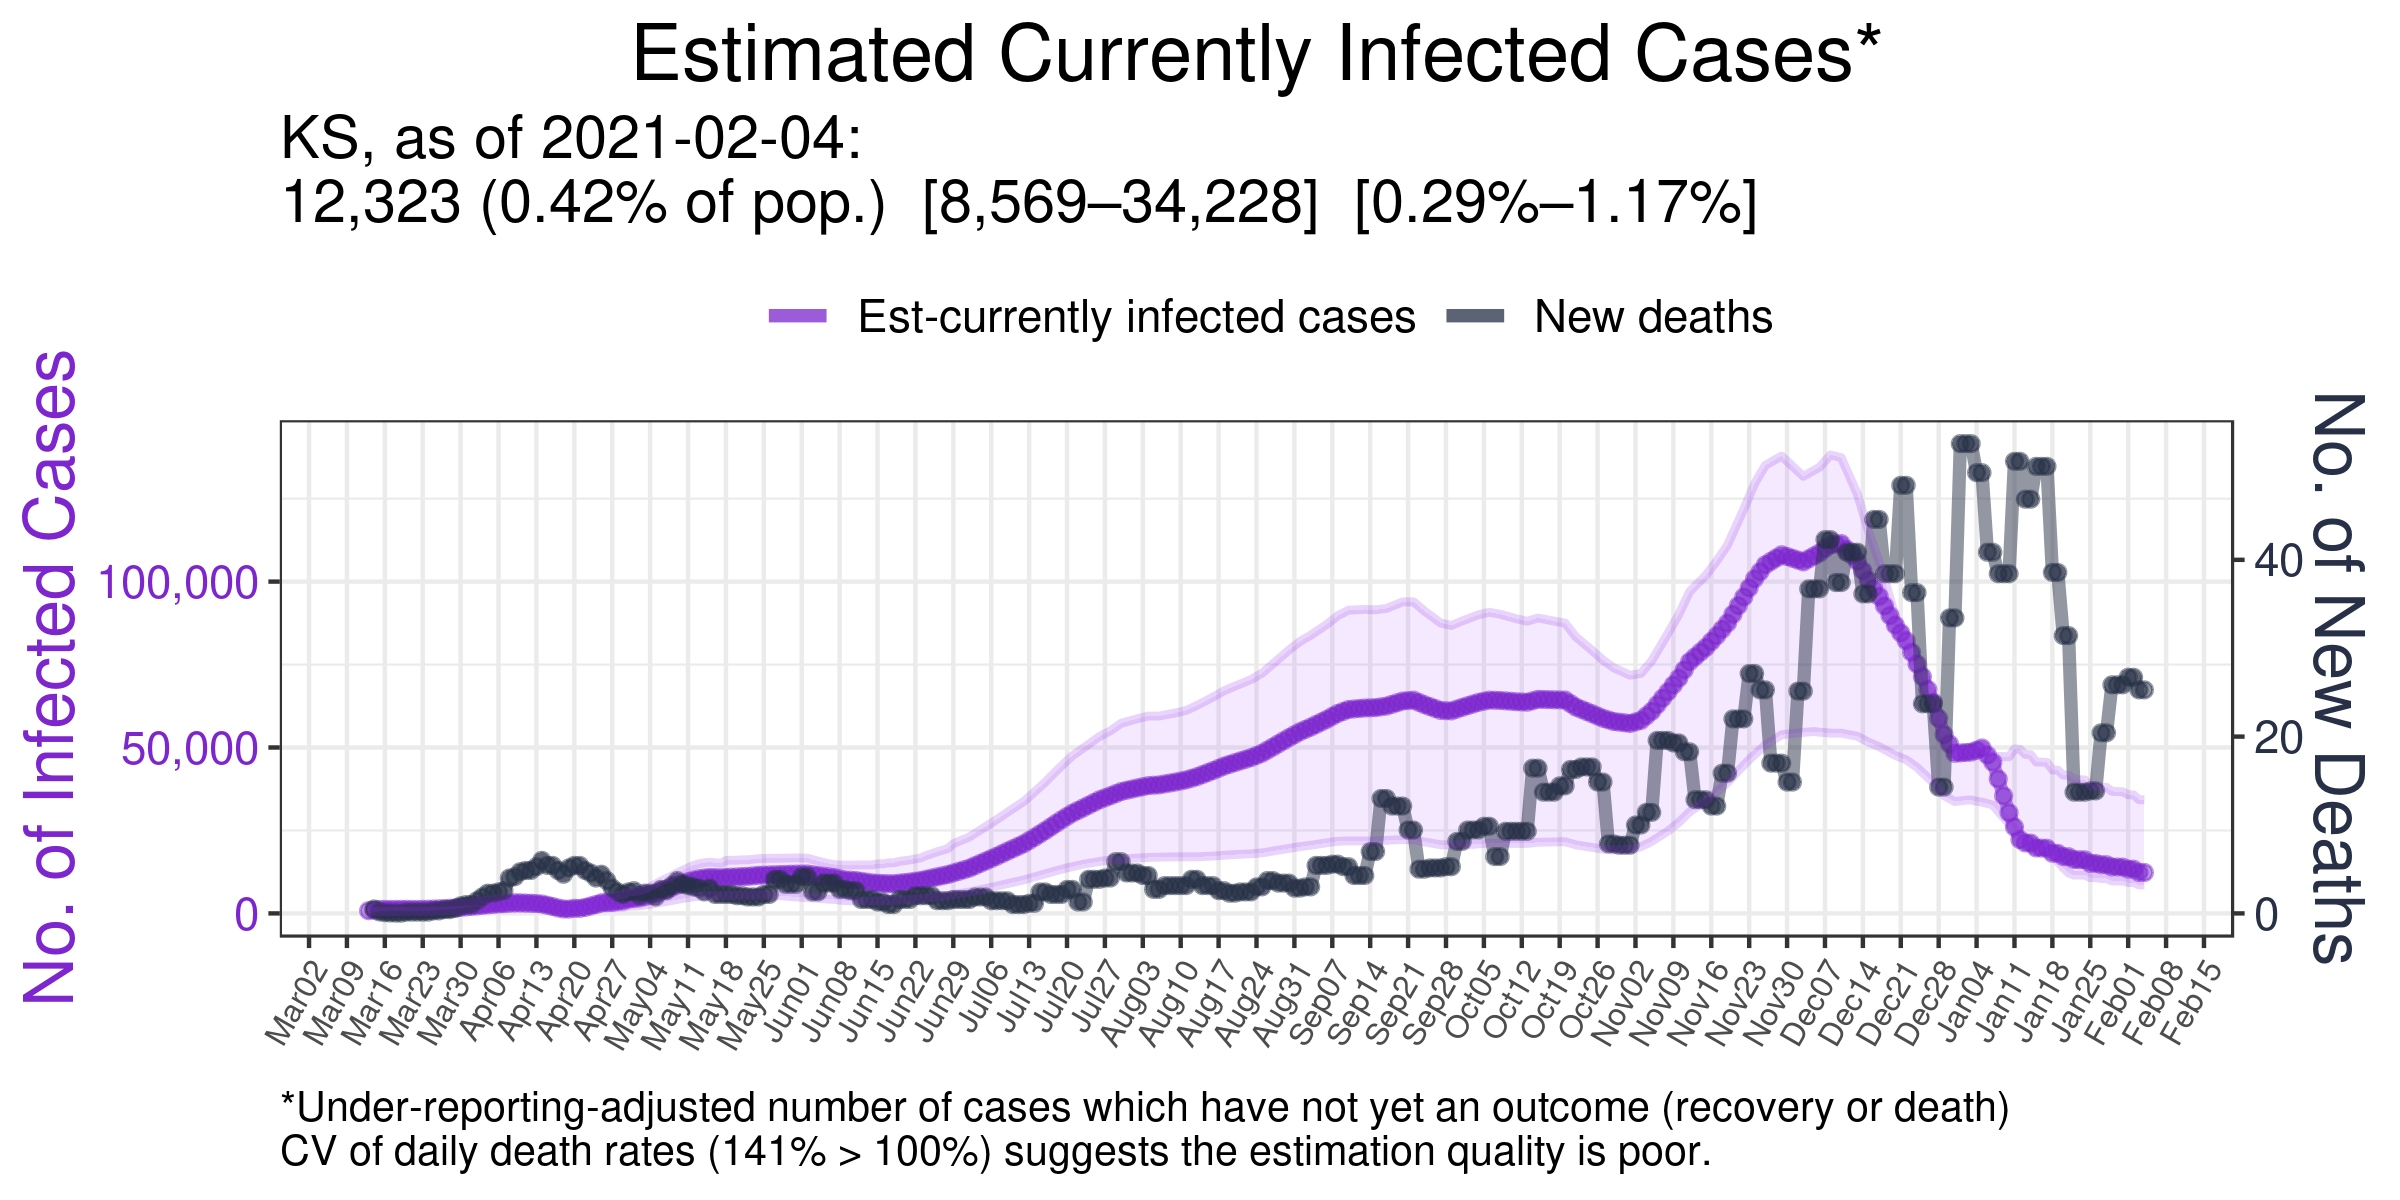 Estimated Currently Infected Cases*
KS, as of 2021-02-04:
12,323 (0.42% of pop.) [8,569–34,228] [0.29%–1.17%]
Est-currently infected cases New deaths
No. of Infected Cases
100,000
50,000
0
No. of New Deaths
40
20
0
Mar02 Mar09 Mar16 Mar23 Mar30 Apr06 Apr13 Apr20 Apr27 May04 May11 May18 May25 Jun01 Jun08 Jun15 Jun22 Jun29 Jul06 Jul13 Jul20 Jul27 Aug03 Aug10 Aug17 Aug24 Aug31 Sep07 Sep14 Sep21 Sep28 Oct05 Oct12 Oct19 Oct26 Nov02 Nov09 Nov16 Nov23 Nov30 Dec07 Dec14 Dec21 Dec28 Jan04 Jan11 Jan18 Jan25 Feb01 Feb08 Feb15
*Under-reporting-adjusted number of cases which have not yet an outcome (recovery or death)
CV of daily death rates (141% > 100%) suggests the estimation quality is poor.